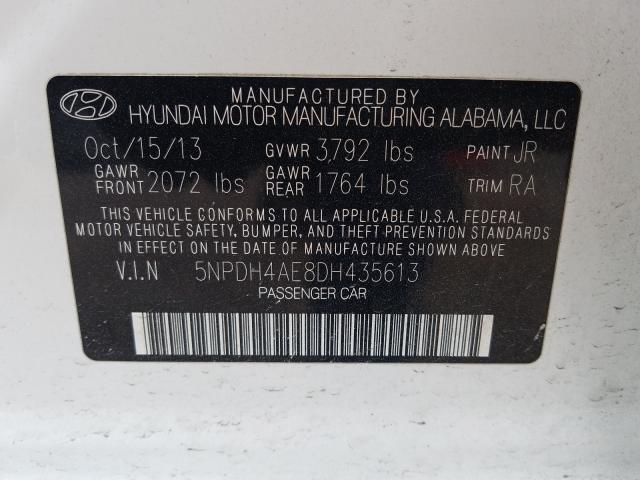 MANUFACTURED BY
HYUNDAI MOTOR MANUFACTURING ALABAMA, LLC
Oct/15/13 GVWR 3792 lbs PAINT JR
GAWR FRONT 2072 lbs GAWR REAR 1764 lbs TRIM RA
THIS VEHICLE CONFORMS TO ALL APPLICABLE U.S.A. FEDERAL
MOTOR VEHICLE SAFETY, BUMPER, AND THEFT PREVENTION STANDARDS
IN EFFECT ON THE DATE OF MANUFACTURE SHOWN ABOVE
V.I.N 5NPDH4AE8DH435613
PASSENGER CAR